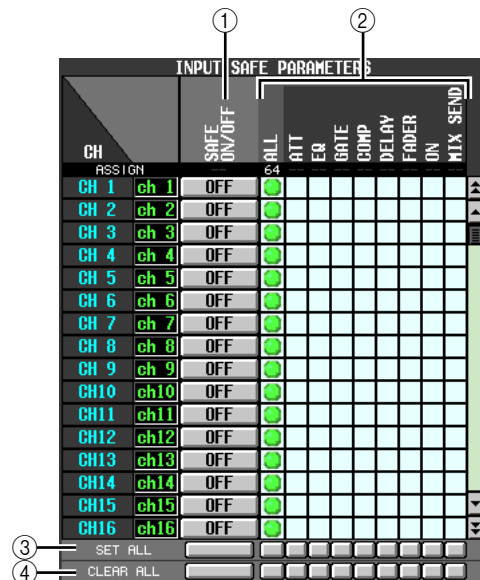 ① ②
INPUT SAFE PARAMETERS
CH SAFE ON/OFF ALL ATT EQ GATE COMP DELAY FADER ON MIX SEND
ASSIGN -- 64 -- -- -- -- -- -- -- --
CH 1 ch 1 OFF
CH 2 ch 2 OFF
CH 3 ch 3 OFF
CH 4 ch 4 OFF
CH 5 ch 5 OFF
CH 6 ch 6 OFF
CH 7 ch 7 OFF
CH 8 ch 8 OFF
CH 9 ch 9 OFF
CH10 ch10 OFF
CH11 ch11 OFF
CH12 ch12 OFF
CH13 ch13 OFF
CH14 ch14 OFF
CH15 ch15 OFF
CH16 ch16 OFF
③ SET ALL
④ CLEAR ALL